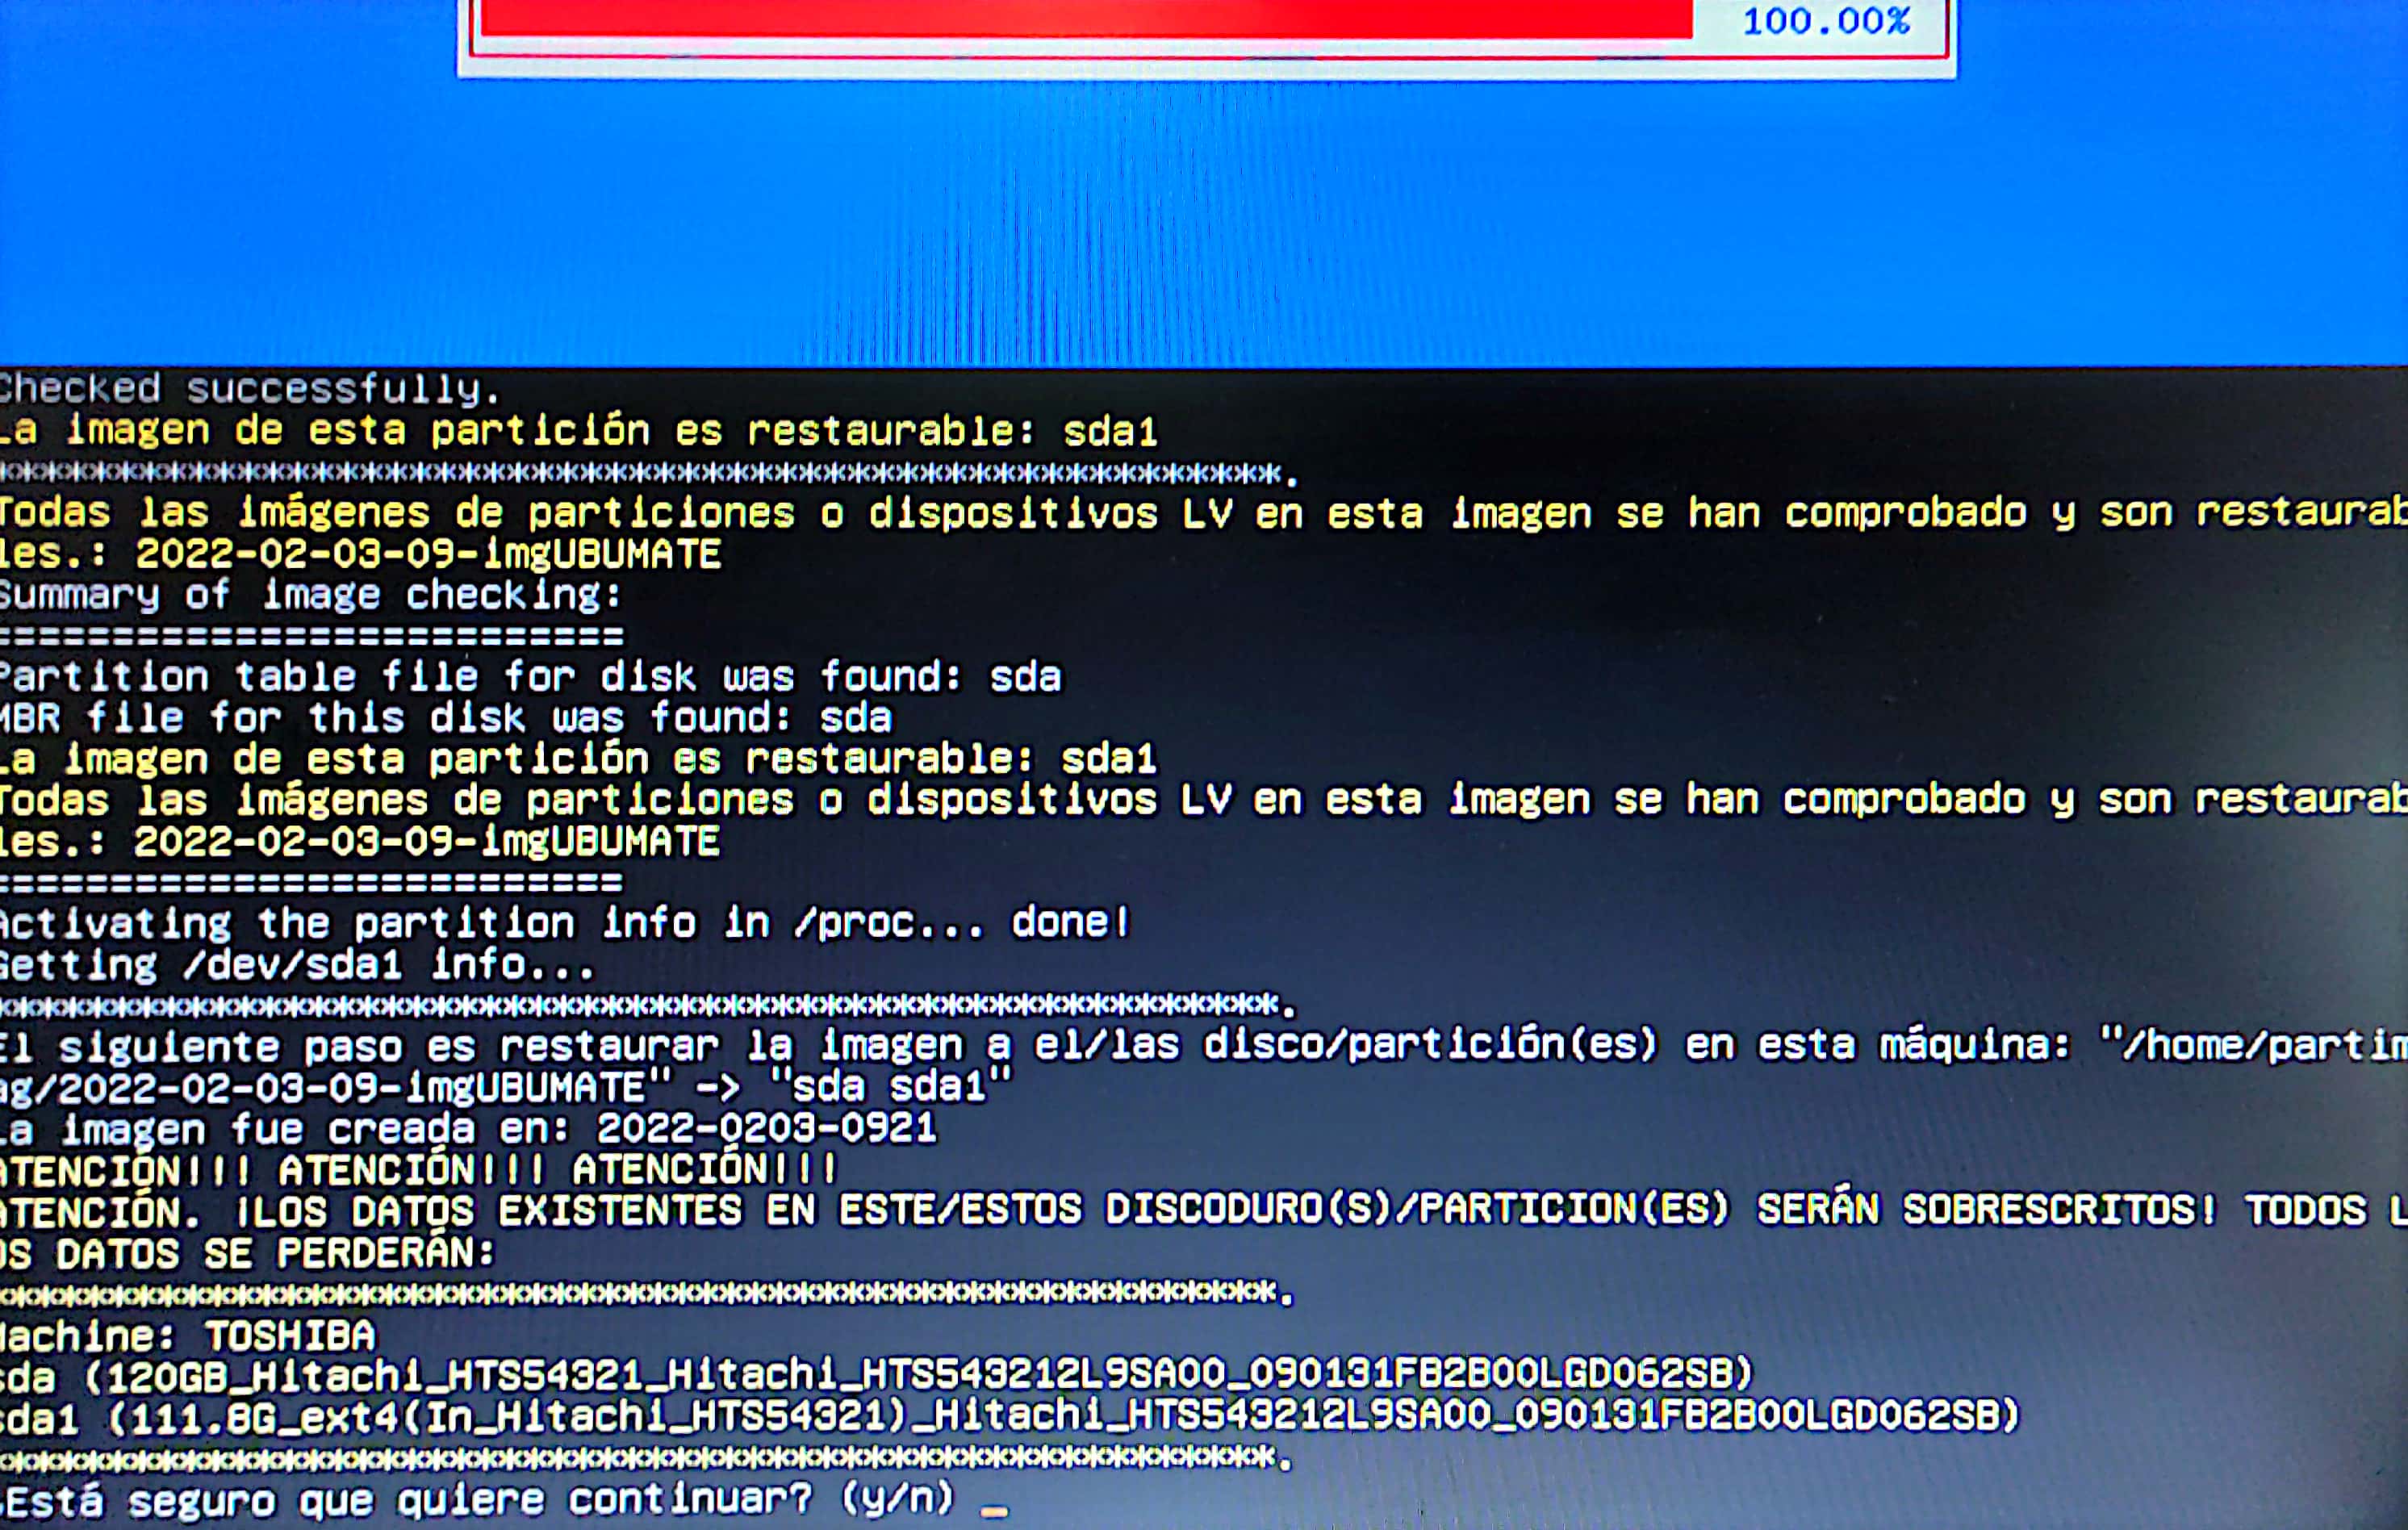 100.00%
Checked successfully.
La imagen de esta partición es restaurable: sda1
*****************************************************.
Todas las imágenes de particiones o dispositivos LV en esta imagen se han comprobado y son restaurab
les.: 2022-02-03-09-imgUBUMATE
Summary of image checking:
==========================
Partition table file for disk was found: sda
MBR file for this disk was found: sda
La imagen de esta partición es restaurable: sda1
Todas las imágenes de particiones o dispositivos LV en esta imagen se han comprobado y son restaurab
les.: 2022-02-03-09-imgUBUMATE
==========================
Activating the partition info in /proc... done!
Getting /dev/sda1 info...
*****************************************************.
El siguiente paso es restaurar la imagen a el/las disco/partición(es) en esta máquina: "/home/partim
ag/2022-02-03-09-imgUBUMATE" -> "sda sda1"
La imagen fue creada en: 2022-0203-0921
ATENCIÓN!!! ATENCIÓN!!! ATENCIÓN!!!
ATENCIÓN. ¡LOS DATOS EXISTENTES EN ESTE/ESTOS DISCODURO(S)/PARTICION(ES) SERÁN SOBRESCRITOS! TODOS L
OS DATOS SE PERDERÁN:
*****************************************************.
Machine: TOSHIBA
sda (120GB_Hitachi_HTS54321_Hitachi_HTS543212L9SA00_090131FB2B00LGD062SB)
sda1 (111.8G_ext4(In_Hitachi_HTS54321)_Hitachi_HTS543212L9SA00_090131FB2B00LGD062SB)
*****************************************************.
¿Está seguro que quiere continuar? (y/n) _